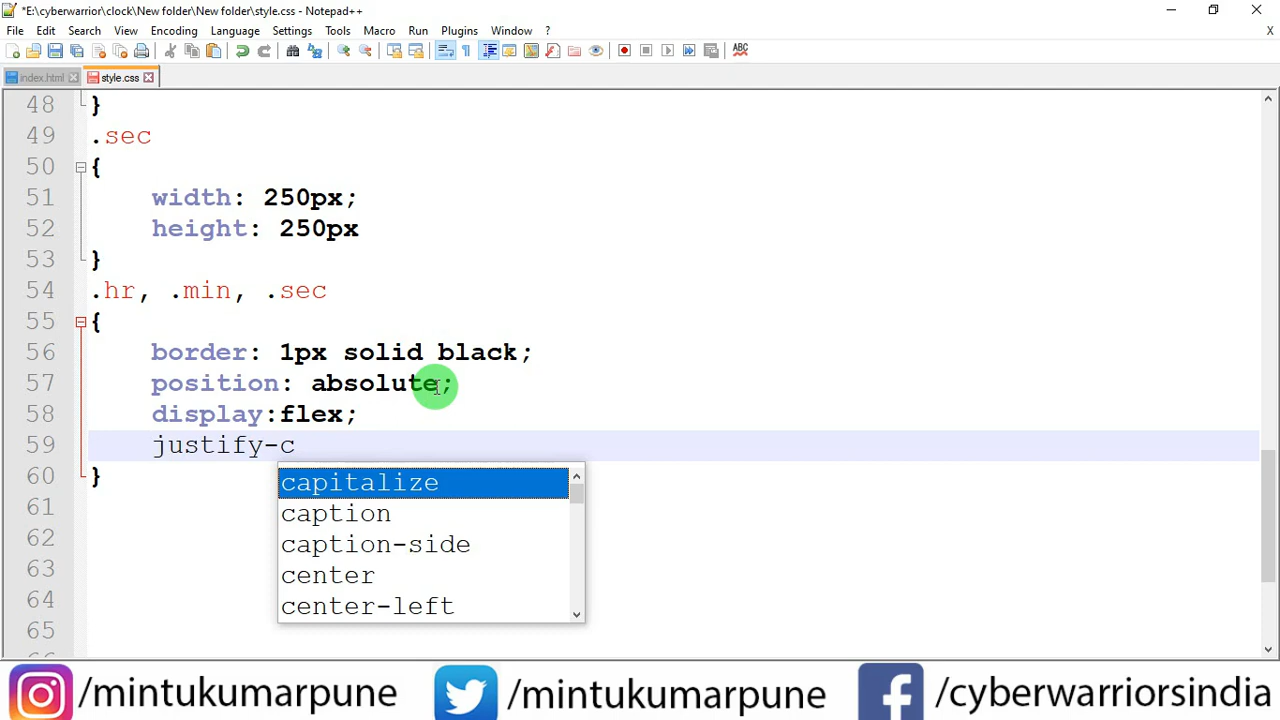 *E:\cyberwarrior\clock\New folder\New folder\style.css - Notepad++
File Edit Search View Encoding Language Settings Tools Macro Run Plugins Window ? X
index.html style.css
48 }
49 .sec
50 {
51 width: 250px;
52 height: 250px
53 }
54 .hr, .min, .sec
55 {
56 border: 1px solid black;
57 position: absolute;
58 display:flex;
59 justify-c
60 }
capitalize
61 caption
62 caption-side
63 center
64 center-left
65
/mintukumarpune /mintukumarpune /cyberwarriorsindia